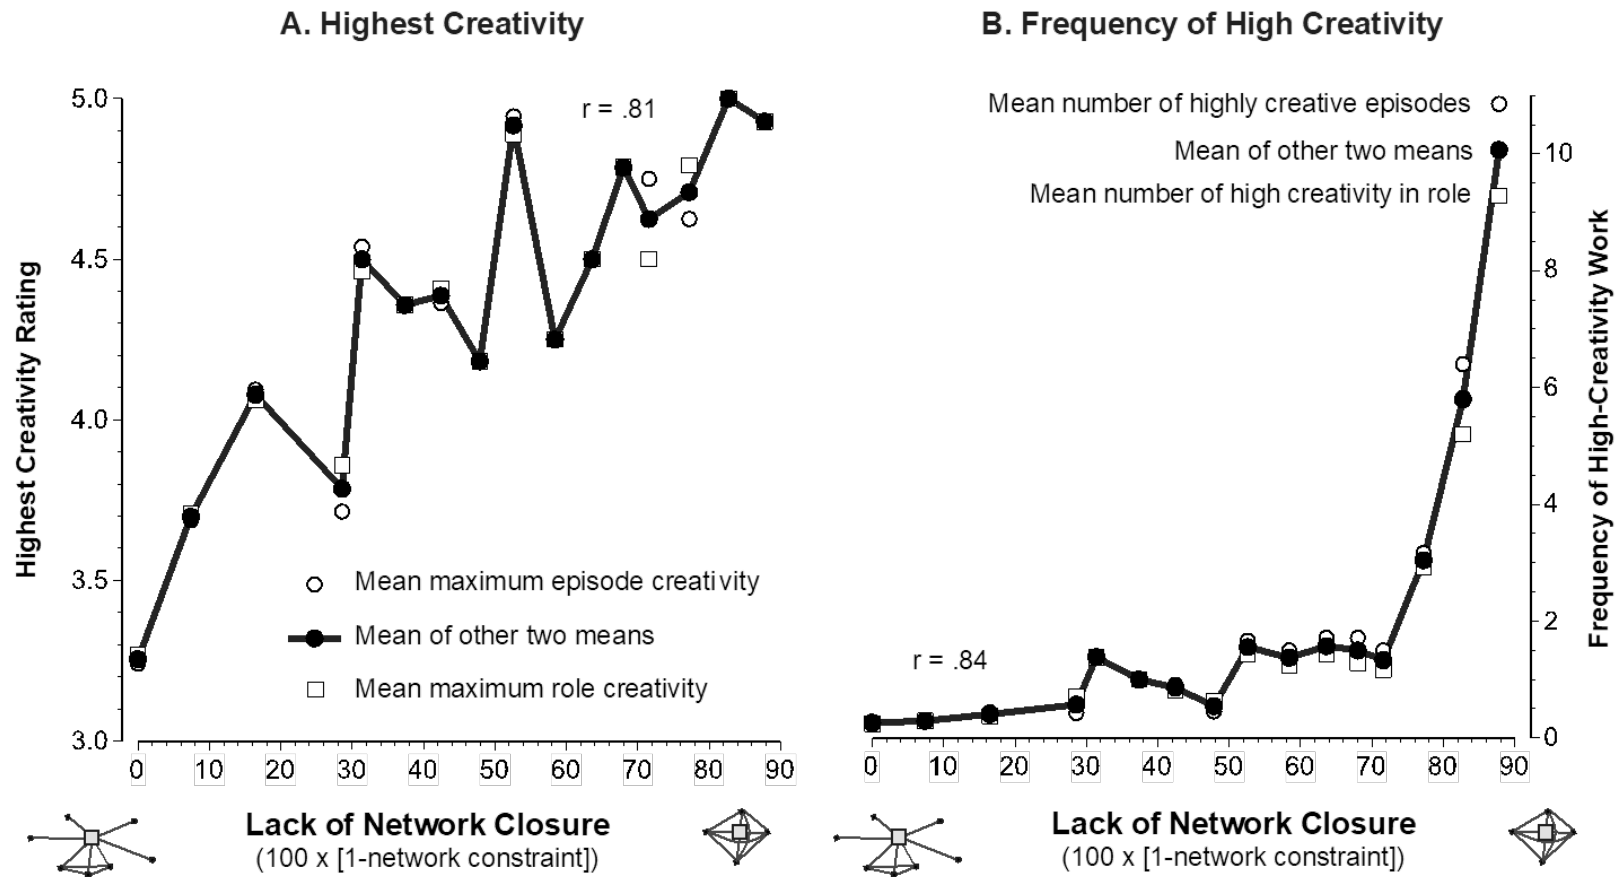 A. Highest Creativity
5.0
4.5
4.0
3.5
3.0
Highest Creativity Rating
r = .81
Mean maximum episode creativity
Mean of other two means
Mean maximum role creativity
0 10 20 30 40 50 60 70 80 90
Lack of Network Closure
(100 x [1-network constraint])
B. Frequency of High Creativity
Mean number of highly creative episodes
Mean of other two means
Mean number of high creativity in role
r = .84
10
8
6
4
2
0
Frequency of High-Creativity Work
0 10 20 30 40 50 60 70 80 90
Lack of Network Closure
(100 x [1-network constraint])